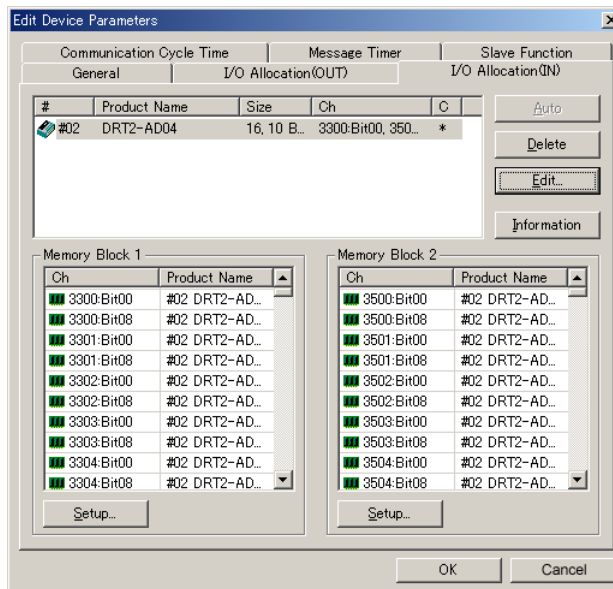 Edit Device Parameters
Communication Cycle Time Message Timer Slave Function
General I/O Allocation(OUT) I/O Allocation(IN)
# Product Name Size Ch C Auto
#02 DRT2-AD04 16, 10 B... 3300:Bit00, 350... *
Delete
Edit...
Information
Memory Block 1 Memory Block 2
Ch Product Name Ch Product Name
3300:Bit00 #02 DRT2-AD... 3500:Bit00 #02 DRT2-AD...
3300:Bit08 #02 DRT2-AD... 3500:Bit08 #02 DRT2-AD...
3301:Bit00 #02 DRT2-AD... 3501:Bit00 #02 DRT2-AD...
3301:Bit08 #02 DRT2-AD... 3501:Bit08 #02 DRT2-AD...
3302:Bit00 #02 DRT2-AD... 3502:Bit00 #02 DRT2-AD...
3302:Bit08 #02 DRT2-AD... 3502:Bit08 #02 DRT2-AD...
3303:Bit00 #02 DRT2-AD... 3503:Bit00 #02 DRT2-AD...
3303:Bit08 #02 DRT2-AD... 3503:Bit08 #02 DRT2-AD...
3304:Bit00 #02 DRT2-AD... 3504:Bit00 #02 DRT2-AD...
3304:Bit08 #02 DRT2-AD... 3504:Bit08 #02 DRT2-AD...
Setup... Setup...
OK Cancel